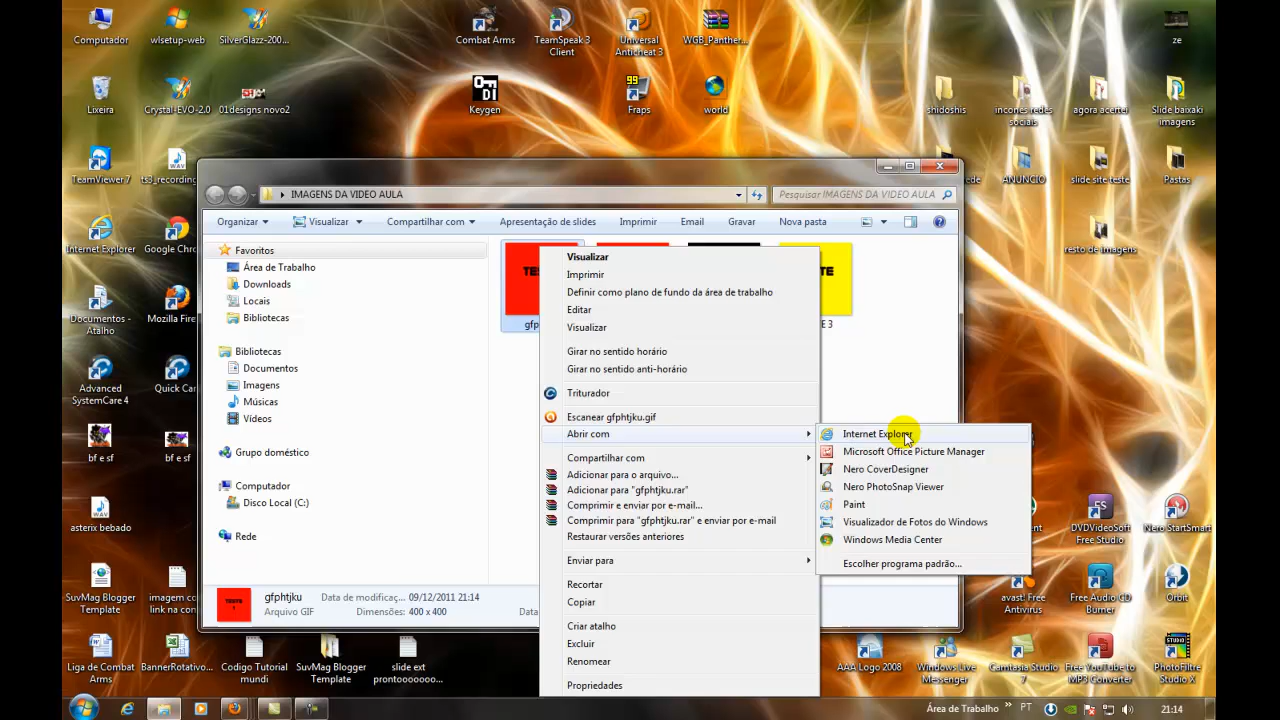 Computador
wlsetup-web
SilverGlazz-200...
Combat Arms
TeamSpeak 3
Client
Universal
Anticheat 3
WGB_Panther...
ze
Lixeira
Crystal-EVO-2.0
01designs novo2
Keygen
Fraps
world
shidoshis
incones redes
sociais
agora acertei
Slide baixaki
imagens
TeamViewer 7
ts3_recording
ede
ANUNCIO
slide site teste
Pastas
IMAGENS DA VIDEO AULA
Pesquisar IMAGENS DA VIDEO AULA
Organizar
Visualizar
Compartilhar com
Apresentação de slides
Imprimir
Email
Gravar
Nova pasta
Internet Explorer
Google Chro
resto de imagens
Favoritos
Área de Trabalho
Downloads
Locais
Bibliotecas
Bibliotecas
Documentos
Imagens
Músicas
Vídeos
Grupo doméstico
Computador
Disco Local (C:)
Rede
TE
gfp
E 3
Visualizar
Imprimir
Definir como plano de fundo da área de trabalho
Editar
Visualizar
Girar no sentido horário
Girar no sentido anti-horário
Triturador
Escanear gfphtjku.gif
Abrir com
Compartilhar com
Adicionar para o arquivo...
Adicionar para "gfphtjku.rar"
Comprimir e enviar por e-mail...
Comprimir para "gfphtjku.rar" e enviar por e-mail
Restaurar versões anteriores
Enviar para
Recortar
Copiar
Criar atalho
Excluir
Renomear
Propriedades
Internet Explorer
Microsoft Office Picture Manager
Nero CoverDesigner
Nero PhotoSnap Viewer
Paint
Visualizador de Fotos do Windows
Windows Media Center
Escolher programa padrão...
Documentos -
Atalho
Mozilla Fire
Advanced
SystemCare 4
Quick Car
bf e sf
bf e sf
asterix bebado
SuvMag Blogger
Template
imagem co
link na con
gfphtjku
Data de modificaç...
09/12/2011 21:14
Arquivo GIF
Dimensões:
400 x 400
Data
ent
DVDVideoSoft
Free Studio
Nero StartSmart
avast! Free
Antivirus
Free Audio CD
Burner
Orbit
Liga de Combat
Arms
BannerRotativo...
Codigo Tutorial
mundi
SuvMag Blogger
Template
slide ext
prontooooooo...
AAA Logo 2008
Windows Live
Messenger
Camtasia Studio
7
Free YouTube to
MP3 Converter
PhotoFiltre
Studio X
Área de Trabalho
PT
21:14